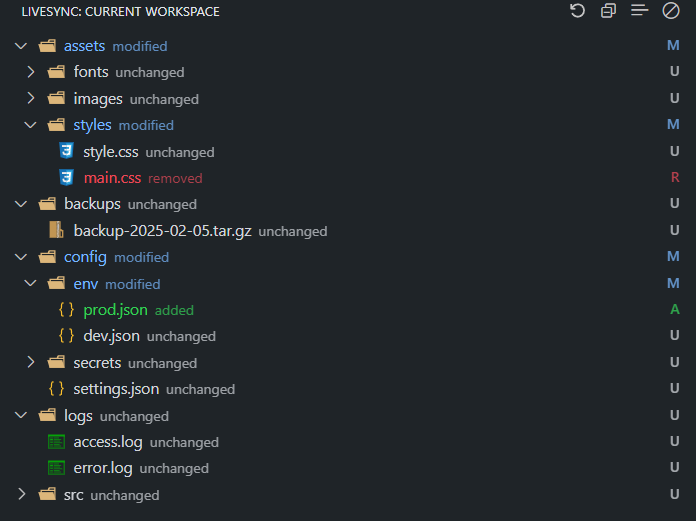 LIVESYNC: CURRENT WORKSPACE
assets modified M
fonts unchanged U
images unchanged U
styles modified M
style.css unchanged U
main.css removed R
backups unchanged U
backup-2025-02-05.tar.gz unchanged U
config modified M
env modified M
{} prod.json added A
{} dev.json unchanged U
secrets unchanged U
{} settings.json unchanged U
logs unchanged U
access.log unchanged U
error.log unchanged U
src unchanged U